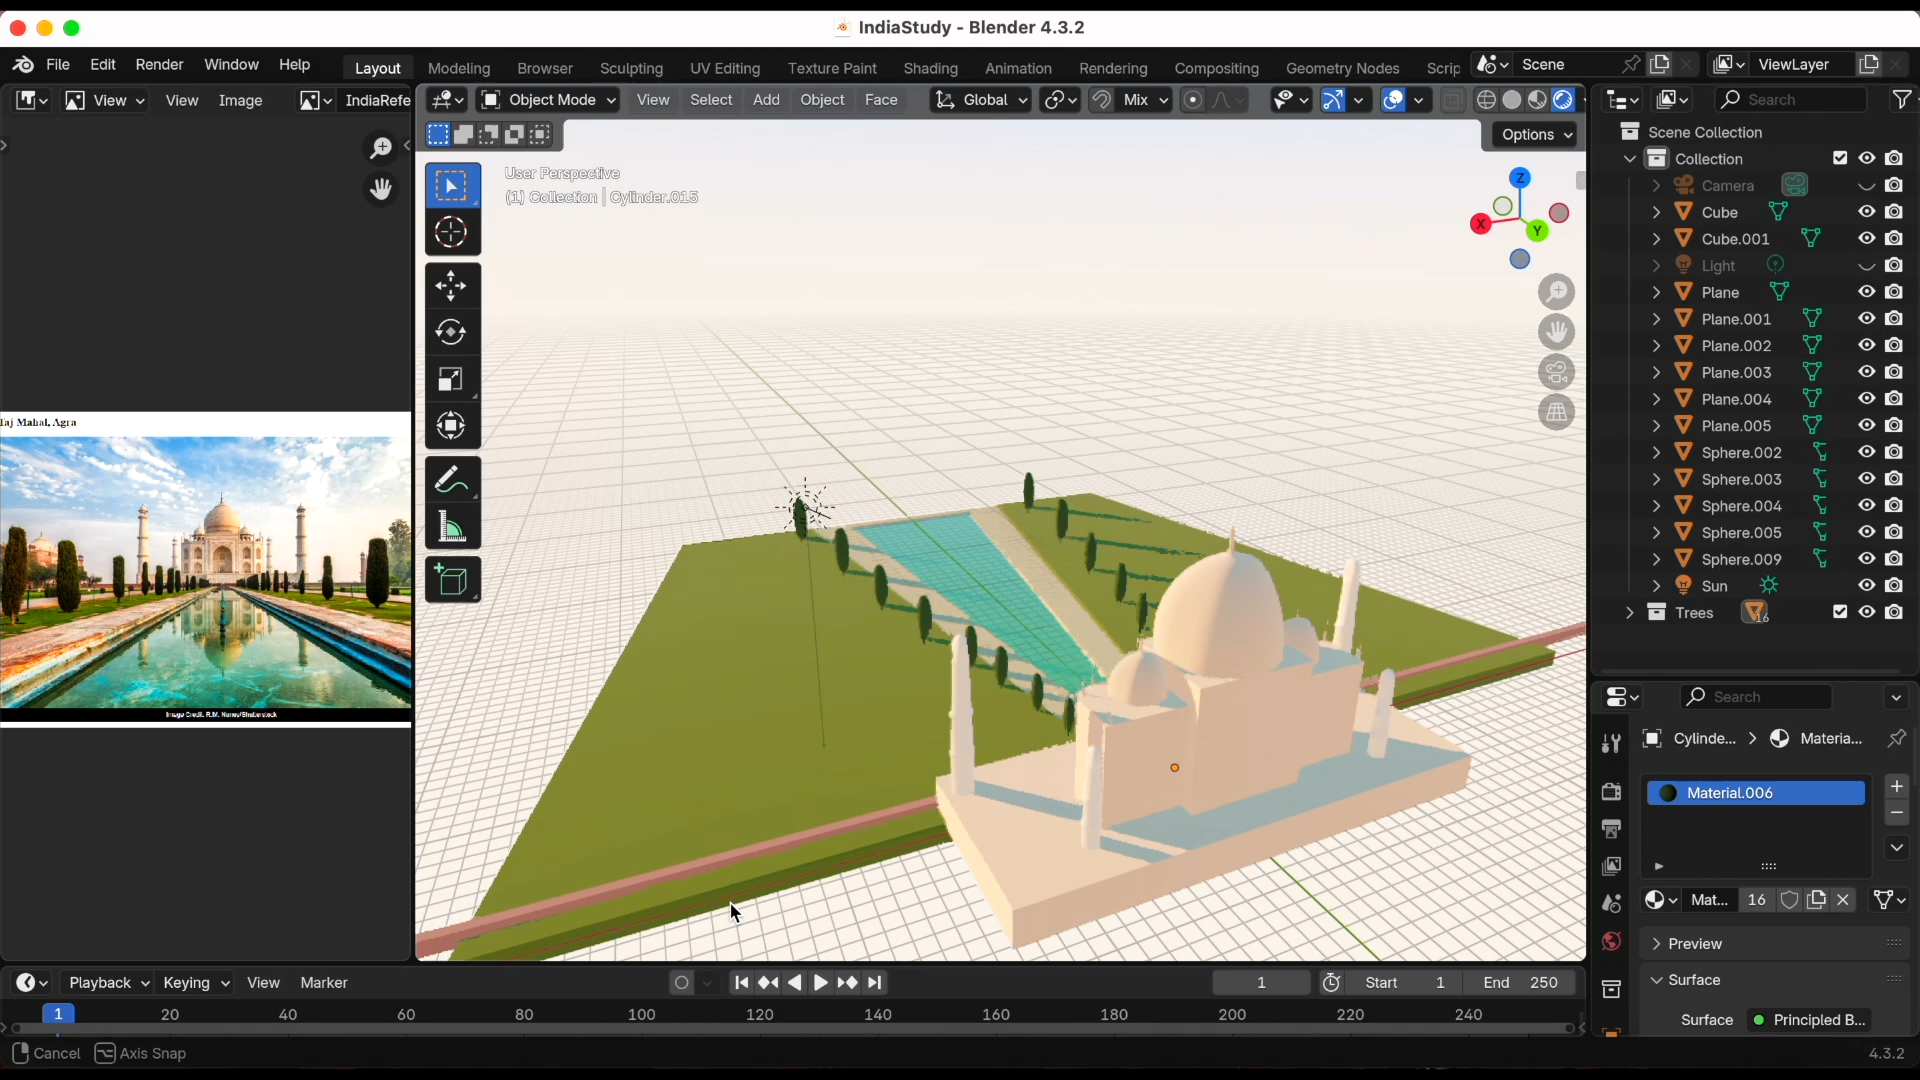 IndiaStudy - Blender 4.3.2
File Edit Render Window Help Layout Modeling Browser Sculpting UV Editing Texture Paint Shading Animation Rendering Compositing Geometry Nodes Scrip Scene ViewLayer
View View Image IndiaRefe Object Mode View Select Add Object Face Global Mix Search
Options
User Perspective
(1) Collection | Cylinder.015
Z
X
Y
Taj Mahal, Agra
Image Credit: R.M. Nunes/Shutterstock
Scene Collection
Collection
Camera
Cube
Cube.001
Light
Plane
Plane.001
Plane.002
Plane.003
Plane.004
Plane.005
Sphere.002
Sphere.003
Sphere.004
Sphere.005
Sphere.009
Sun
Trees 16
Search
Cylinde... Materia...
Material.006
Mat... 16
Preview
Surface
Surface Principled B...
Playback Keying View Marker 1 Start 1 End 250
1 20 40 60 80 100 120 140 160 180 200 220 240
Cancel Axis Snap 4.3.2